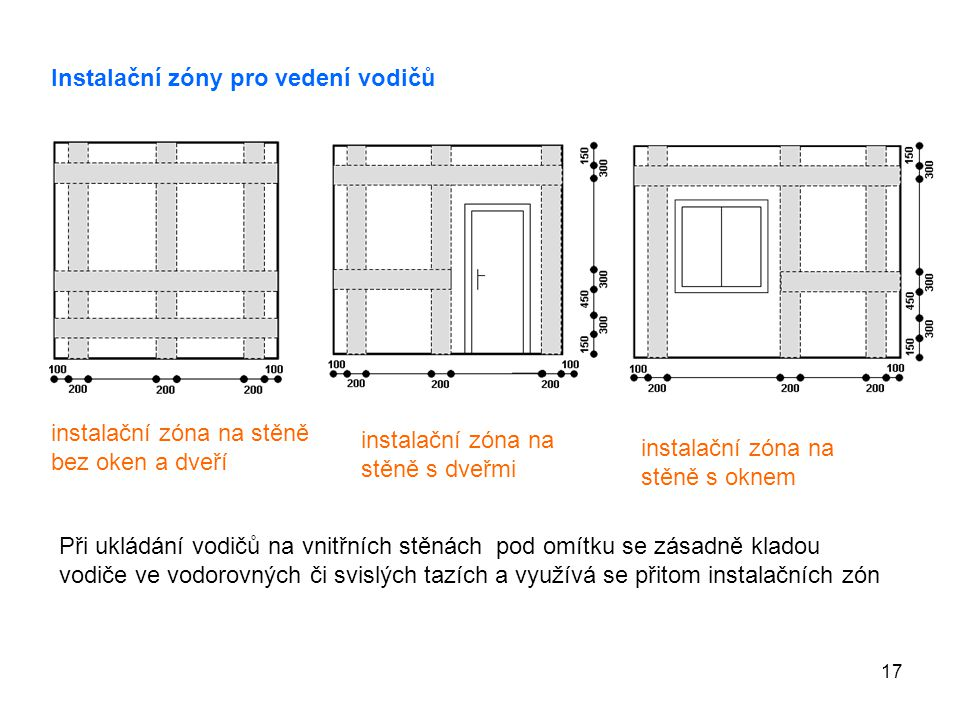 Instalační zóny pro vedení vodičů
150
300
300
450
300
150
150
300
300
450
300
150
100 100
200 200 200
100 100
200 200 200
100 100
200 200 200
instalační zóna na stěně
bez oken a dveří
instalační zóna na
stěně s dveřmi
instalační zóna na
stěně s oknem
Při ukládání vodičů na vnitřních stěnách pod omítku se zásadně kladou
vodiče ve vodorovných či svislých tazích a využívá se přitom instalačních zón
17